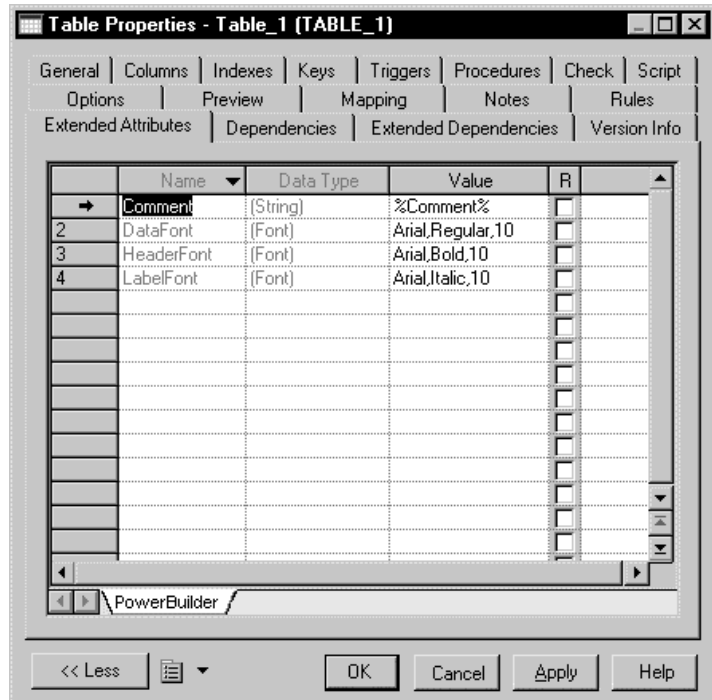 Table Properties - Table_1 (TABLE_1)
General Columns Indexes Keys Triggers Procedures Check Script
Options Preview Mapping Notes Rules
Extended Attributes Dependencies Extended Dependencies Version Info
Name Data Type Value R
Comment (String) %Comment%
2 DataFont (Font) Arial,Regular,10
3 HeaderFont (Font) Arial,Bold,10
4 LabelFont (Font) Arial,Italic,10
PowerBuilder
<< Less OK Cancel Apply Help